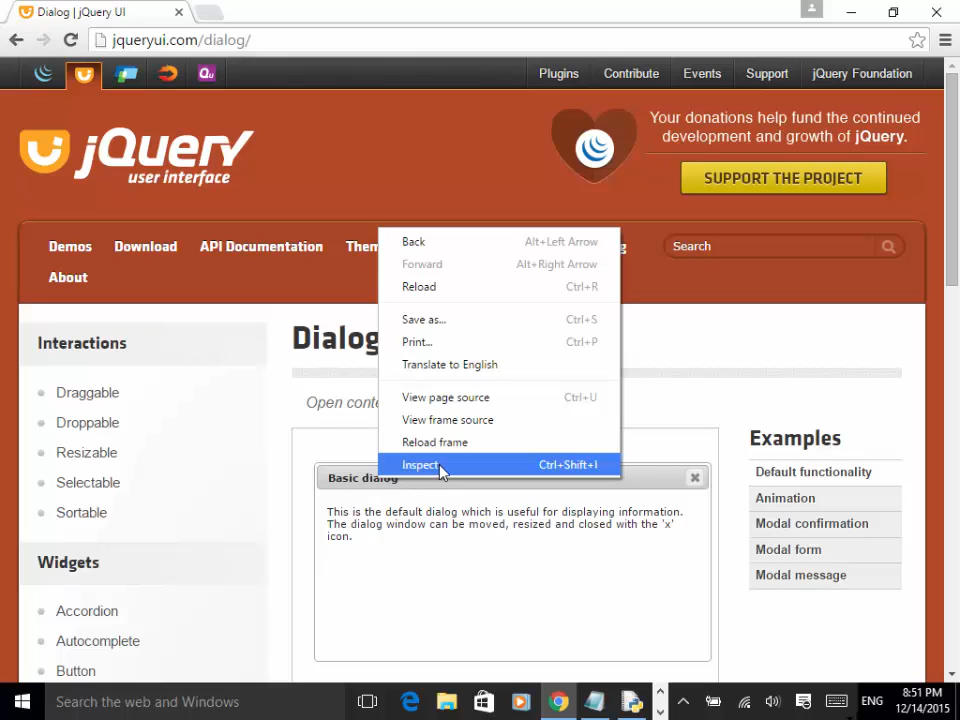 Dialog | jQuery UI
jqueryui.com/dialog/
Qu
Plugins Contribute Events Support jQuery Foundation
jQuery
user interface
Your donations help fund the continued
development and growth of jQuery.
SUPPORT THE PROJECT
Demos Download API Documentation Them g
About
Search
Back Alt+Left Arrow
Forward Alt+Right Arrow
Reload Ctrl+R
Save as... Ctrl+S
Print... Ctrl+P
Translate to English
View page source Ctrl+U
View frame source
Reload frame
Inspect Ctrl+Shift+I
Interactions
Draggable
Droppable
Resizable
Selectable
Sortable
Widgets
Accordion
Autocomplete
Button
Dialog
Open conte
Basic dialog
This is the default dialog which is useful for displaying information.
The dialog window can be moved, resized and closed with the 'x'
icon.
Examples
Default functionality
Animation
Modal confirmation
Modal form
Modal message
Search the web and Windows
ENG
8:51 PM
12/14/2015